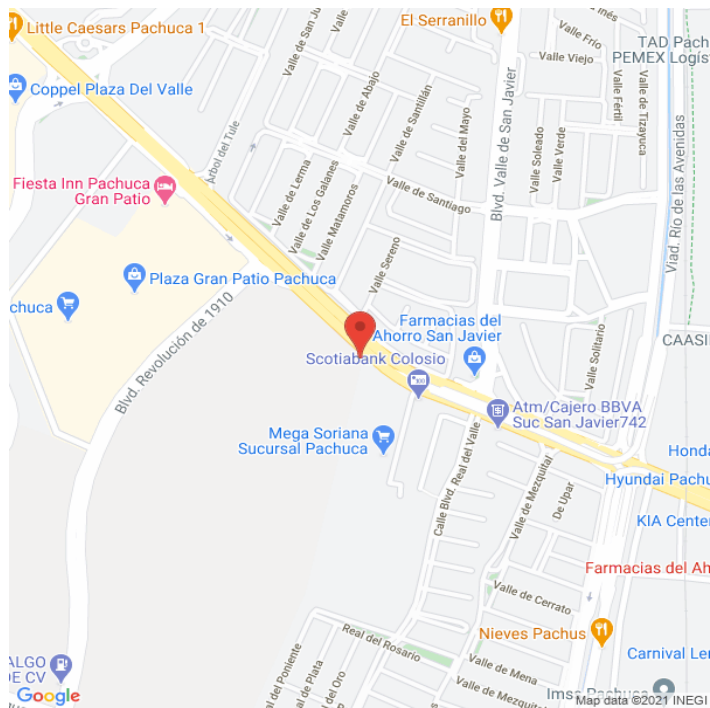 Little Caesars Pachuca 1
El Serranillo
Valle de San Ju
Valle Frío
TAD Pach
PEMEX Logíst
Valle Viejo
Coppel Plaza Del Valle
Valle de Abajo
Valle de Santillán
Valle del Mayo
Blvd. Valle de San Javier
Valle Soleado
Valle Verde
Valle Fértil
Valle de Tizayuca
Árbol del Tule
Fiesta Inn Pachuca
Gran Patio
Valle de Lerma
Valle de Los Galanes
Valle Matamoros
Valle de Santiago
Viad. Río de las Avenidas
Valle Sereno
Plaza Gran Patio Pachuca
achuca
Blvd. Revolución de 1910
Farmacias del
Ahorro San Javier
Scotiabank Colosio
Valle Solitario
CAASI
Atm/Cajero BBVA
Suc San Javier742
Mega Soriana
Sucursal Pachuca
Calle Blvd. Real del Valle
Valle de Mezquital
De Upar
Honda
Hyundai Pachu
KIA Center
Farmacias del Ah
Valle de Cerrato
Nieves Pachus
Real del Rosario
Carnival Ler
Valle de Mena
Valle de Mezqu
al del Poniente
l de Plata
del Oro
ALGO
DE CV
Imss Pachuca
Google
Map data ©2021 INEGI